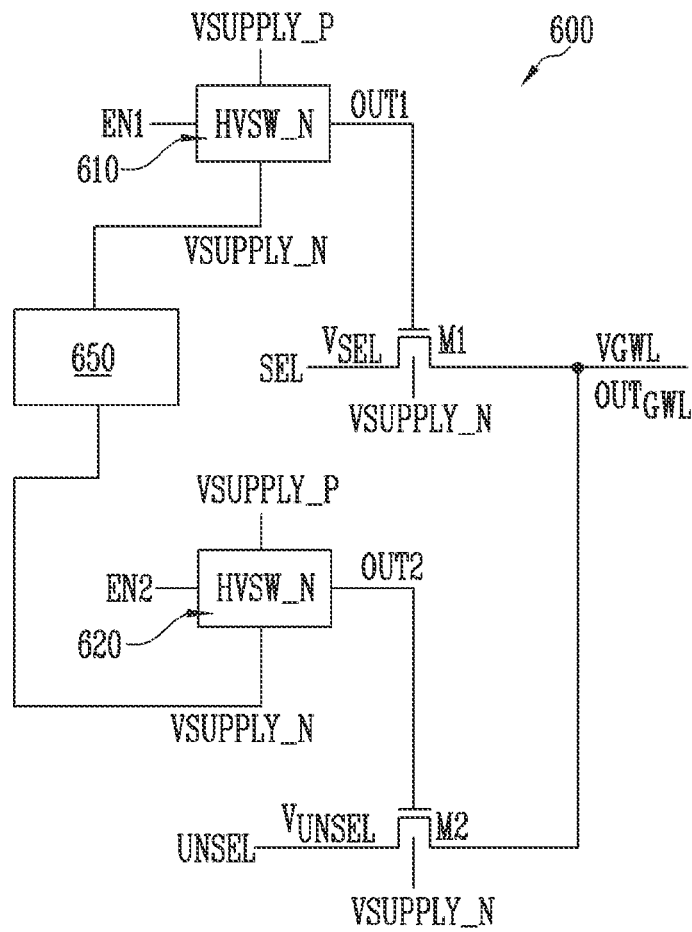 600
VSUPPLY_P
EN1
HVSW_N
OUT1
610
VSUPPLY_N
650
VSEL
M1
SEL
VSUPPLY_N
VGWL
OUTGWL
VSUPPLY_P
EN2
HVSW_N
OUT2
620
VSUPPLY_N
VUNSEL
M2
UNSEL
VSUPPLY_N